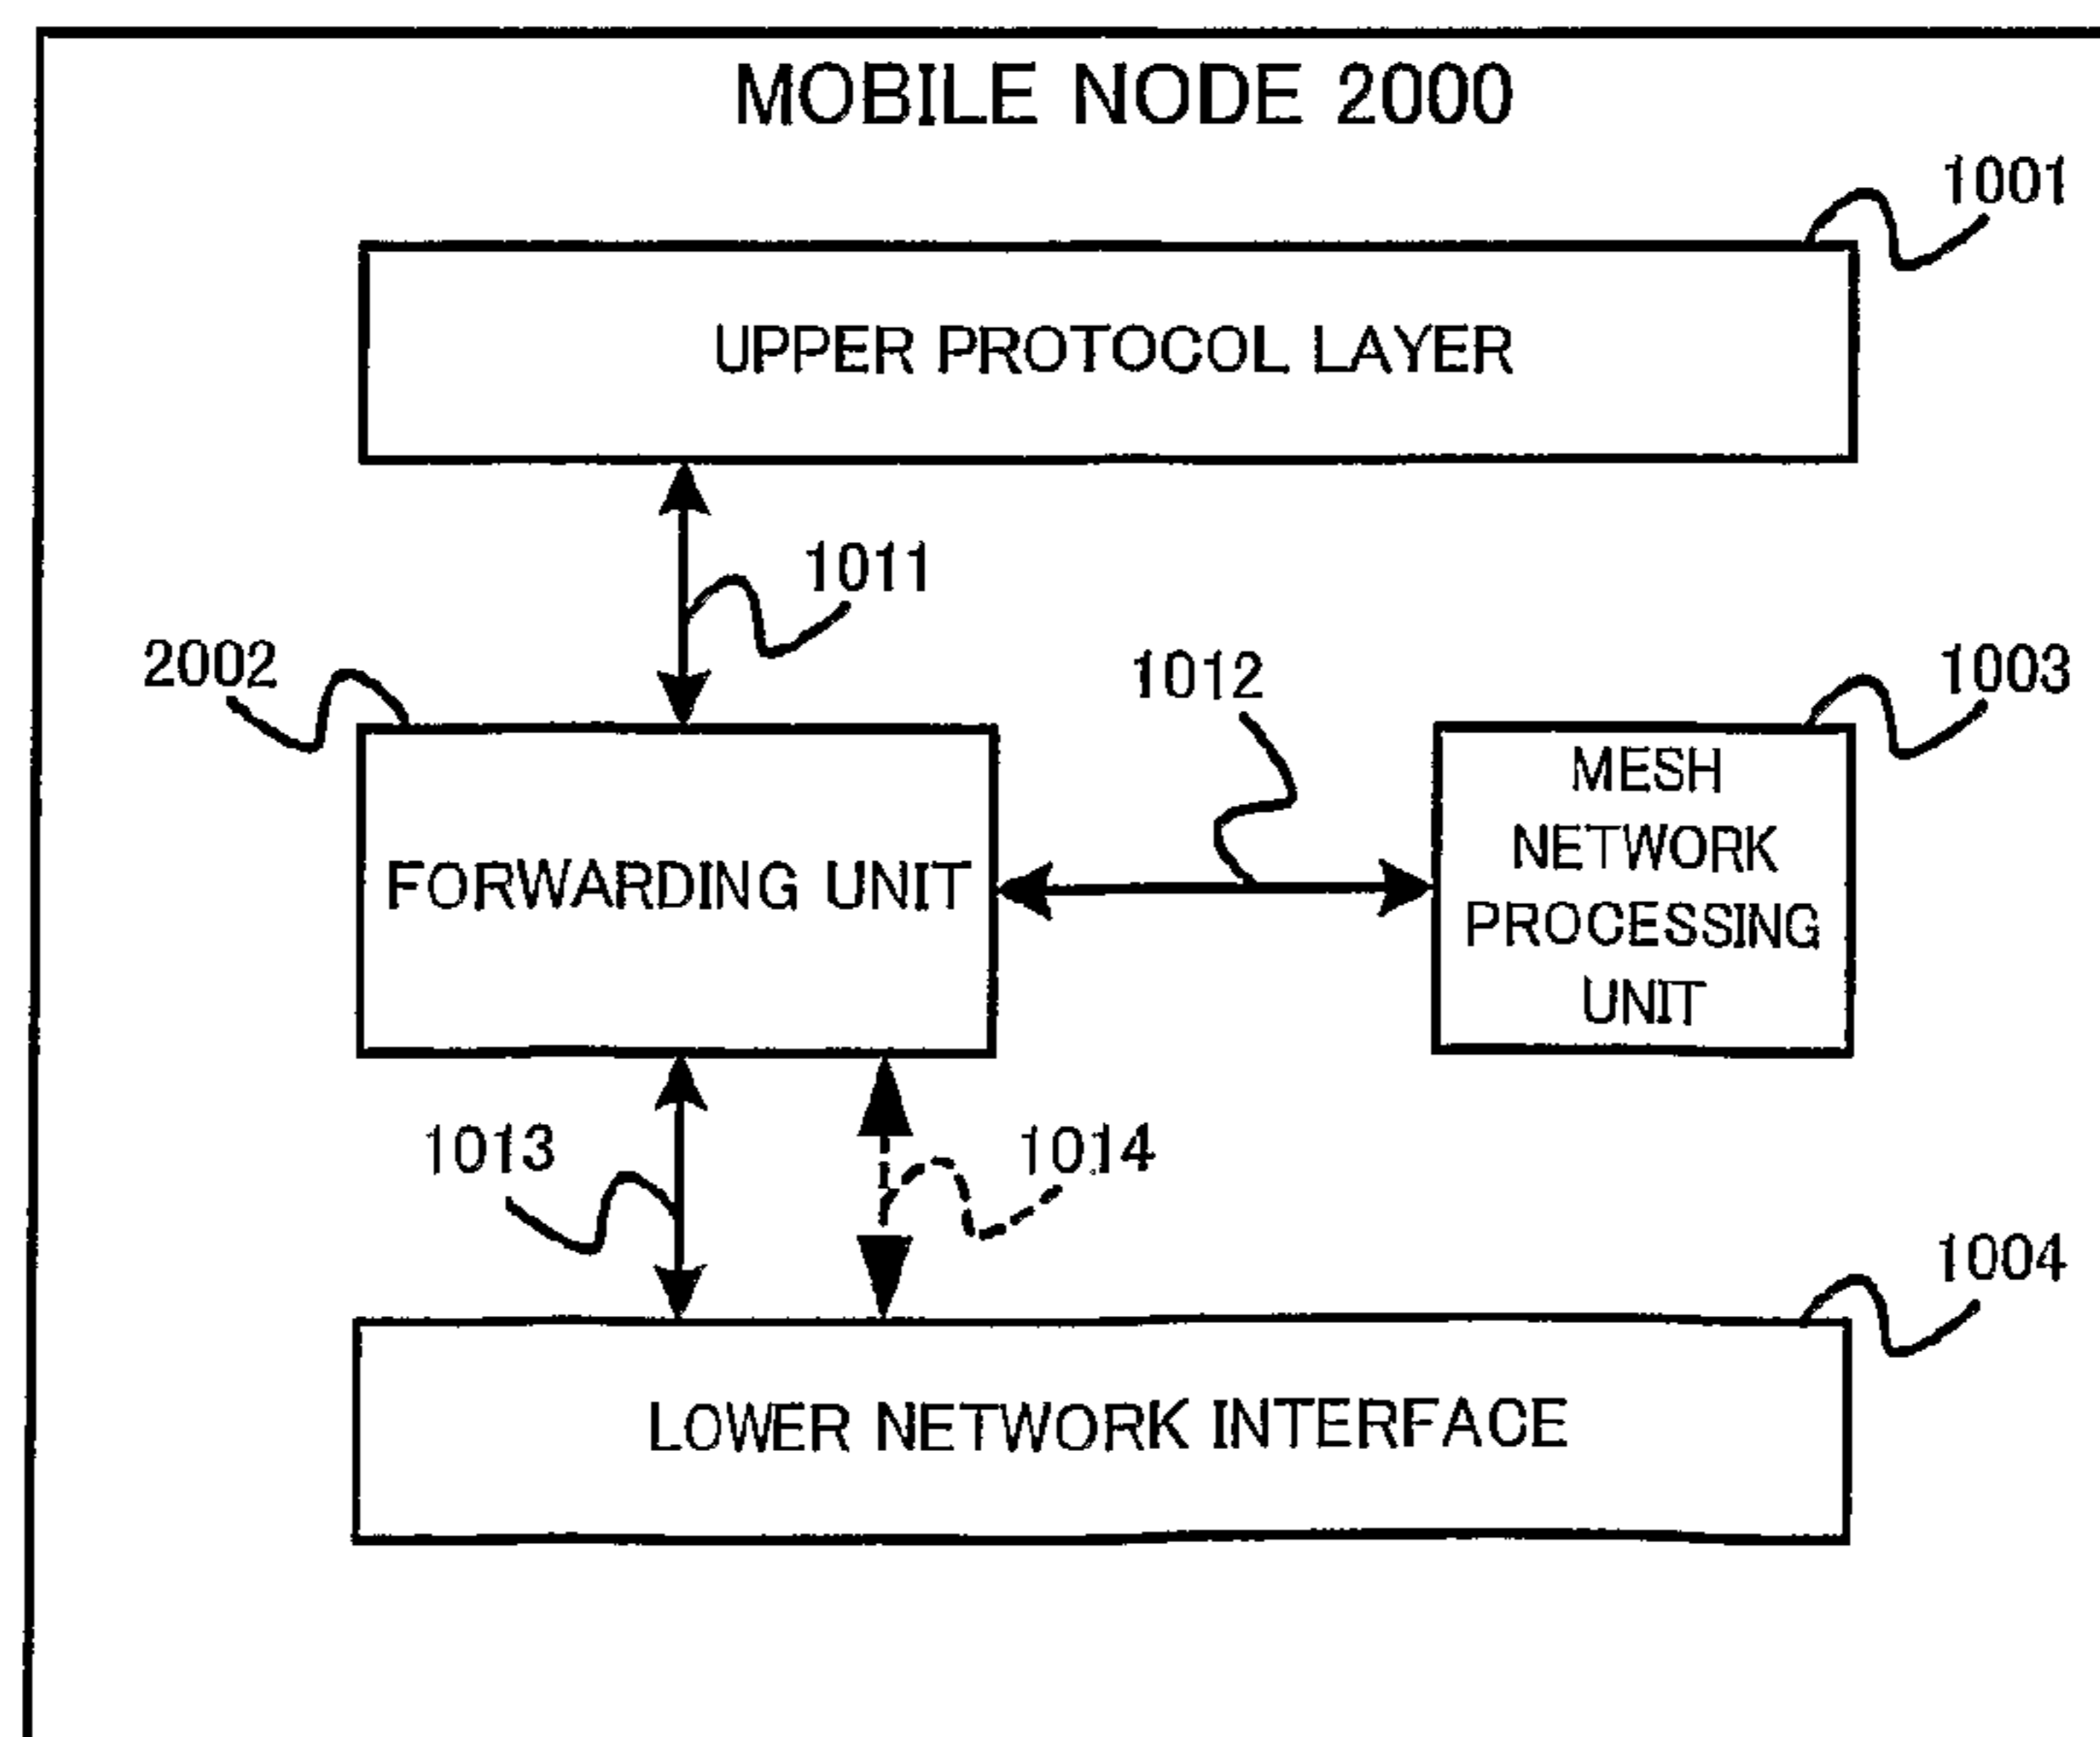 MOBILE NODE 2000
1001
UPPER PROTOCOL LAYER
1011
2002
1012
1003
FORWARDING UNIT
MESH
NETWORK
PROCESSING
UNIT
1013
1014
1004
LOWER NETWORK INTERFACE